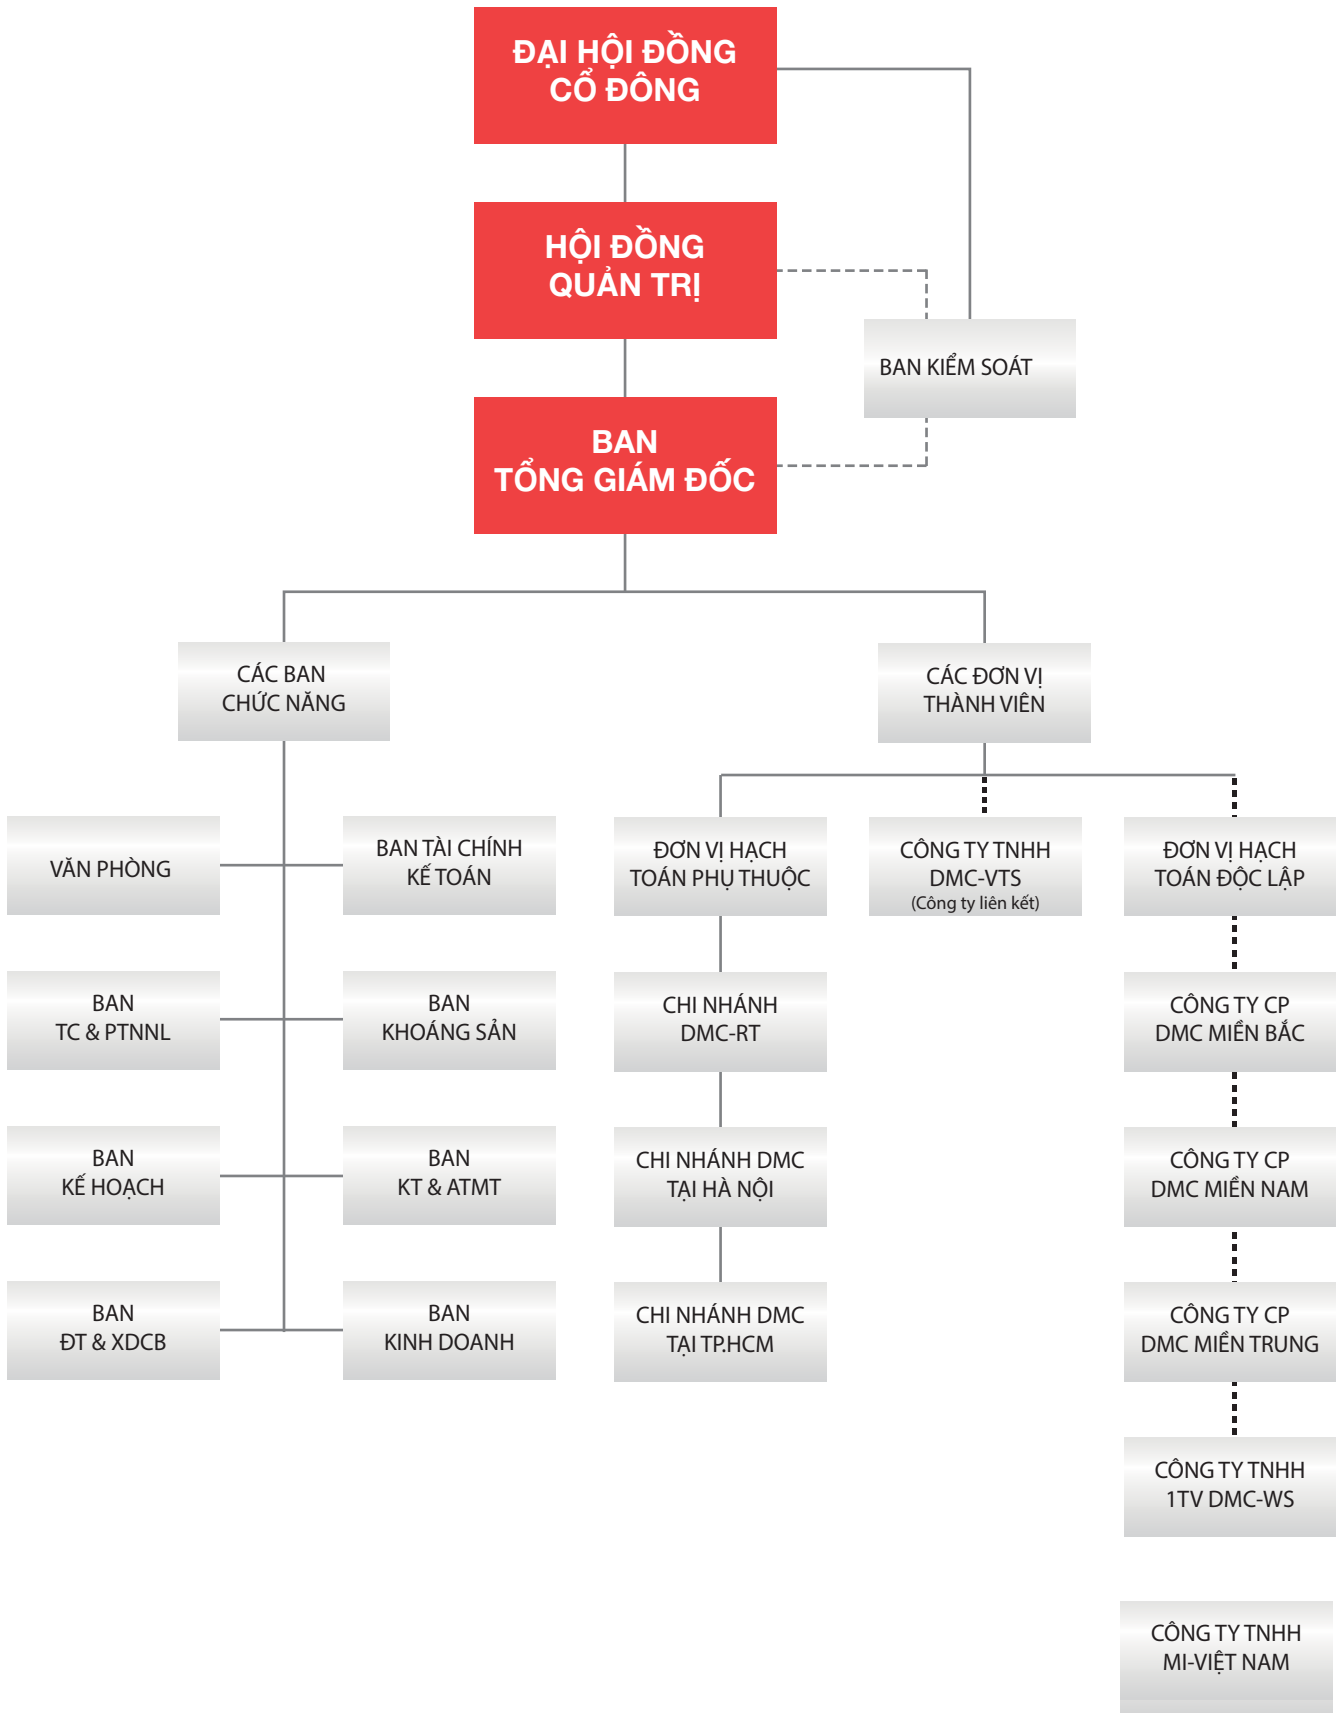 ĐẠI HỘI ĐỒNG
CỔ ĐÔNG
HỘI ĐỒNG
QUẢN TRỊ
BAN KIỂM SOÁT
BAN
TỔNG GIÁM ĐỐC
CÁC BAN
CHỨC NĂNG
CÁC ĐƠN VỊ
THÀNH VIÊN
VĂN PHÒNG
BAN TÀI CHÍNH
KẾ TOÁN
ĐƠN VỊ HẠCH
TOÁN PHỤ THUỘC
CÔNG TY TNHH
DMC-VTS
(Công ty liên kết)
ĐƠN VỊ HẠCH
TOÁN ĐỘC LẬP
BAN
TC & PTNNL
BAN
KHOÁNG SẢN
CHI NHÁNH
DMC-RT
CÔNG TY CP
DMC MIỀN BẮC
BAN
KẾ HOẠCH
BAN
KT & ATMT
CHI NHÁNH DMC
TẠI HÀ NỘI
CÔNG TY CP
DMC MIỀN NAM
BAN
ĐT & XDCB
BAN
KINH DOANH
CHI NHÁNH DMC
TẠI TP.HCM
CÔNG TY CP
DMC MIỀN TRUNG
CÔNG TY TNHH
1TV DMC-WS
CÔNG TY TNHH
MI-VIỆT NAM